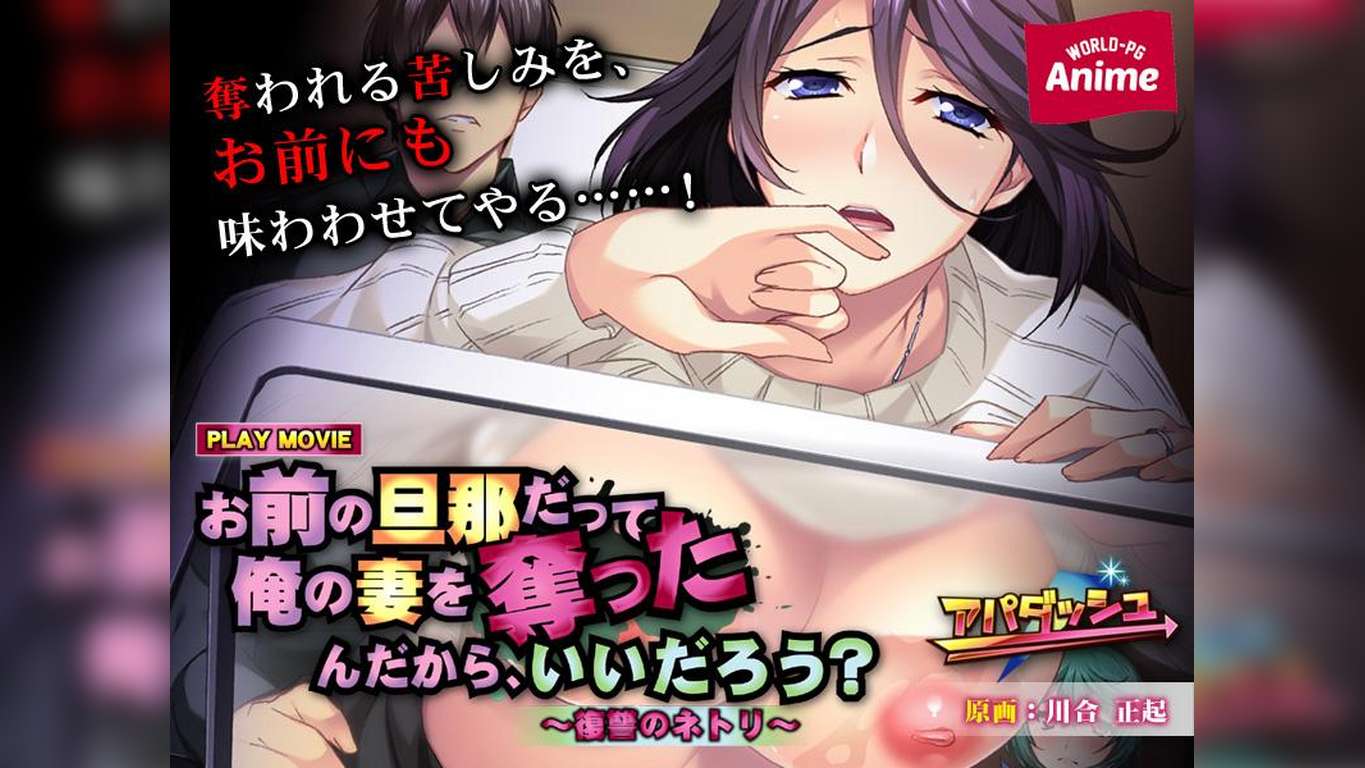 奪われる苦しみを、
お前にも
味わわせてやる……！
WORLD-PG
Anime
PLAY MOVIE
お前の旦那だって
俺の妻を奪った
んだから、いいだろう？
～復讐のネトリ～
アパダッシュ
原画：川合 正起